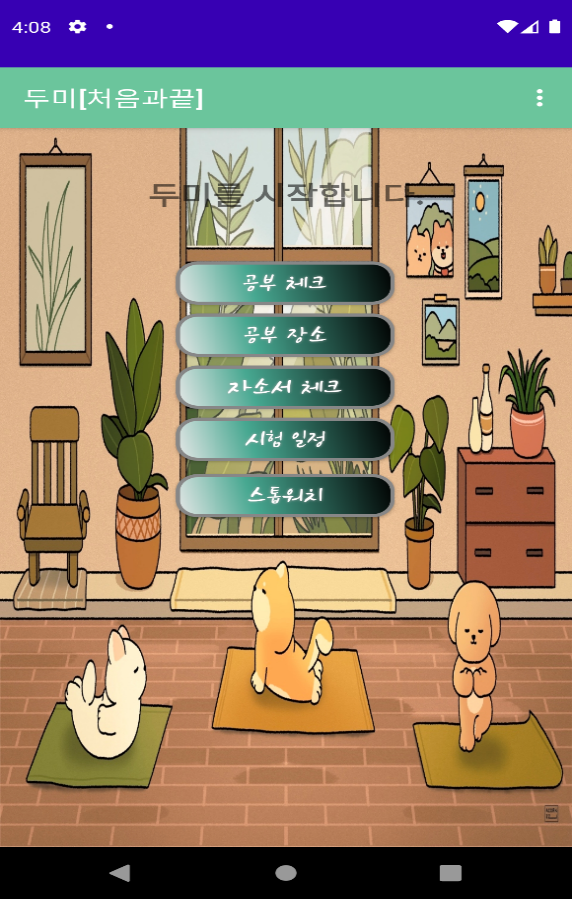 4:08
두미[처음과끝]
두미를 시작합니다.
공부 체크
공부 장소
자소서 체크
시험 일정
스톱워치